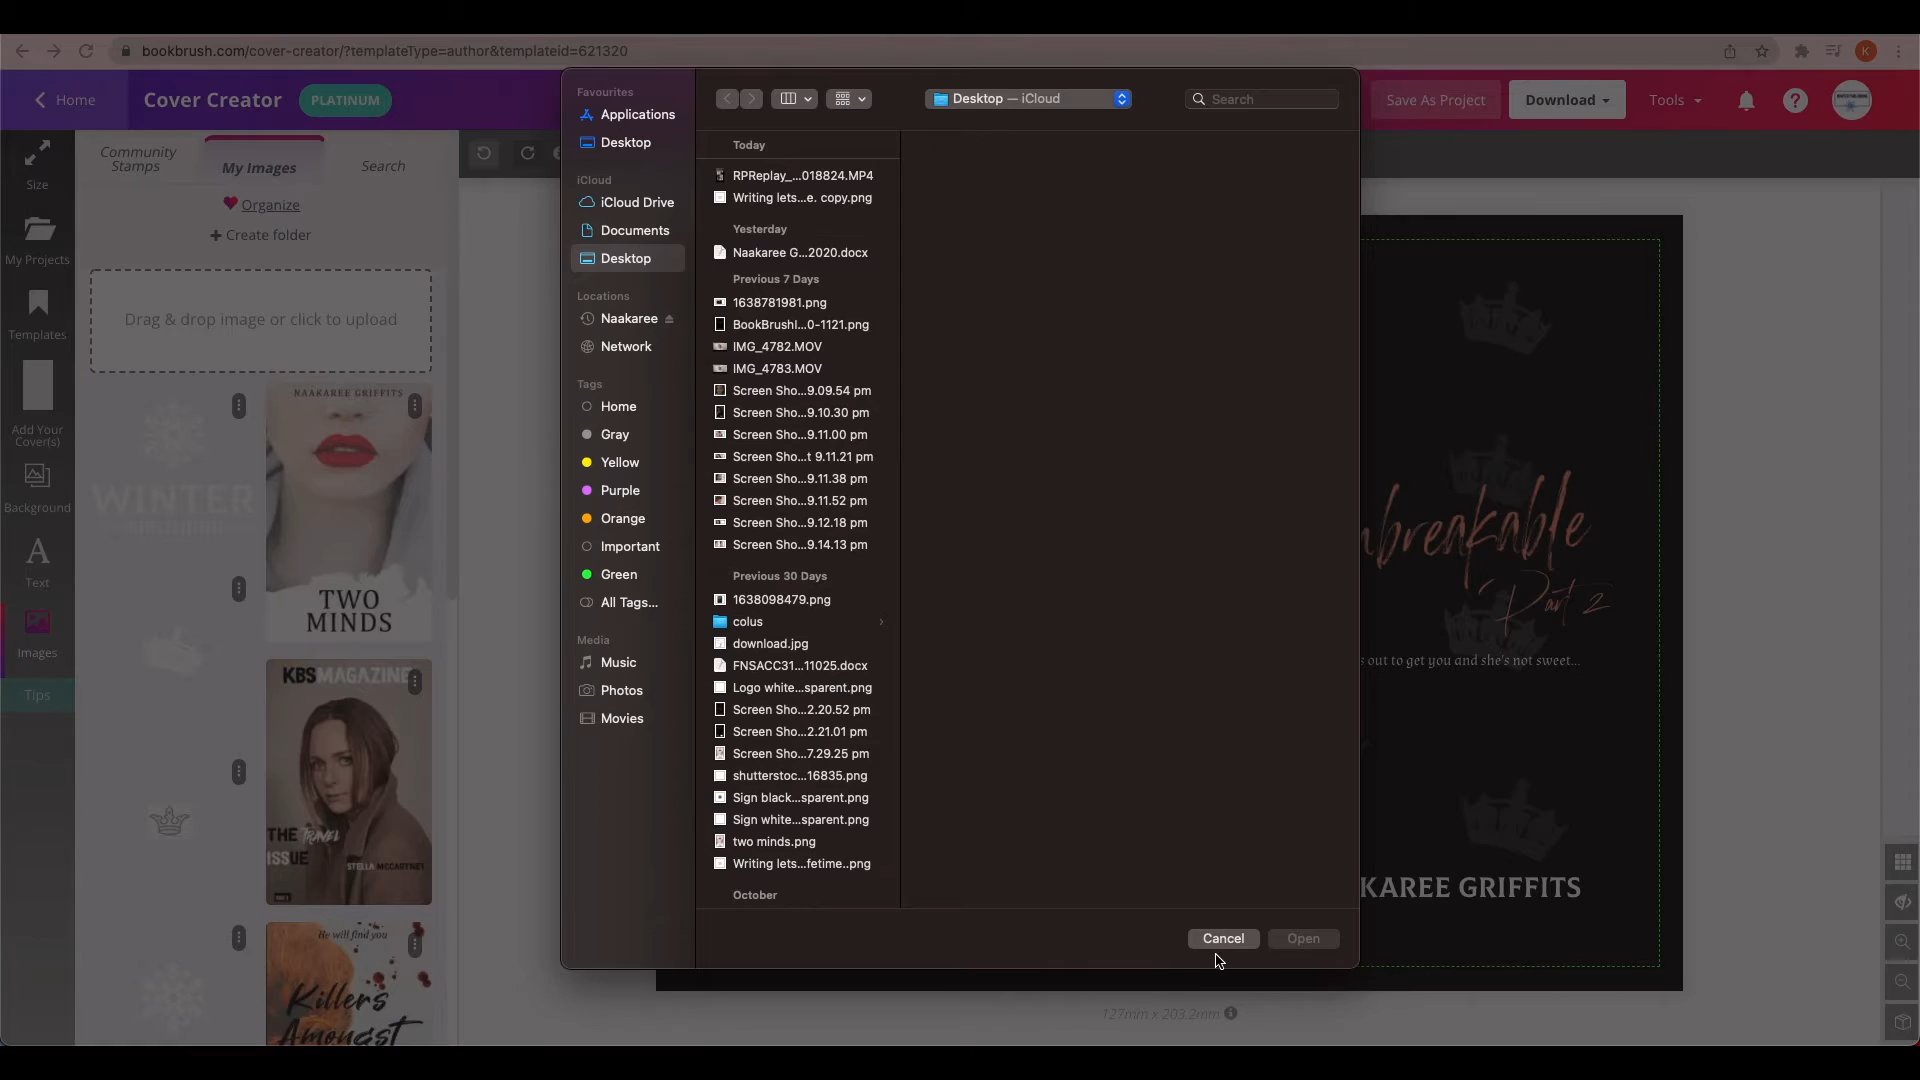 bookbrush.com/cover-creator/?templateType=author&templateid=621320
K
Home
Cover Creator
PLATINUM
Save As Project
Download
Tools
Size
My Projects
Templates
Add Your
Cover(s)
Background
Text
Images
Tips
Community
Stamps
My Images
Search
Organize
+ Create folder
Drag & drop image or click to upload
WINTER
NAAKAREE GRIFFITS
TWO
MINDS
KBSMAGAZINE
THE TRAVEL
ISSUE
STELLA MCCARTNEY
He will find you
Killers
Amongst
Favourites
Applications
Desktop
iCloud
iCloud Drive
Documents
Desktop
Locations
Naakaree
Network
Tags
Home
Gray
Yellow
Purple
Orange
Important
Green
All Tags...
Media
Music
Photos
Movies
Desktop — iCloud
Search
Today
RPReplay_...018824.MP4
Writing lets...e. copy.png
Yesterday
Naakaree G...2020.docx
Previous 7 Days
1638781981.png
BookBrushI...0-1121.png
IMG_4782.MOV
IMG_4783.MOV
Screen Sho...9.09.54 pm
Screen Sho...9.10.30 pm
Screen Sho...9.11.00 pm
Screen Sho...t 9.11.21 pm
Screen Sho...9.11.38 pm
Screen Sho...9.11.52 pm
Screen Sho...9.12.18 pm
Screen Sho...9.14.13 pm
Previous 30 Days
1638098479.png
colus
download.jpg
FNSACC31...11025.docx
Logo white...sparent.png
Screen Sho...2.20.52 pm
Screen Sho...2.21.01 pm
Screen Sho...7.29.25 pm
shutterstoc...16835.png
Sign black...sparent.png
Sign white...sparent.png
two minds.png
Writing lets...fetime..png
October
Cancel
Open
nbreakable
Part 2
s out to get you and she's not sweet...
KAREE GRIFFITS
127mm x 203.2mm